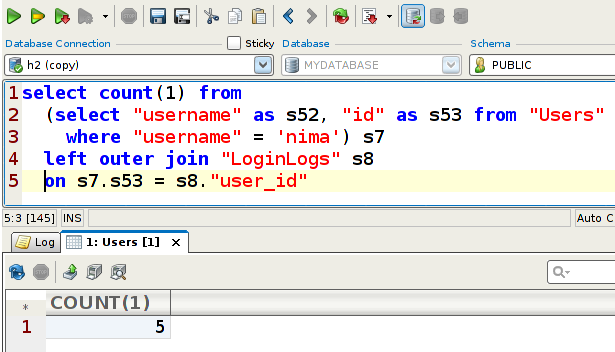 Database Connection Sticky Database Schema
h2 (copy) MYDATABASE PUBLIC
1 select count(1) from
2 (select "username" as s52, "id" as s53 from "Users"
3 where "username" = 'nima') s7
4 left outer join "LoginLogs" s8
5 on s7.s53 = s8."user_id"
5:3 [145] INS Auto C
Log 1: Users [1] ×
* COUNT(1)
1 5